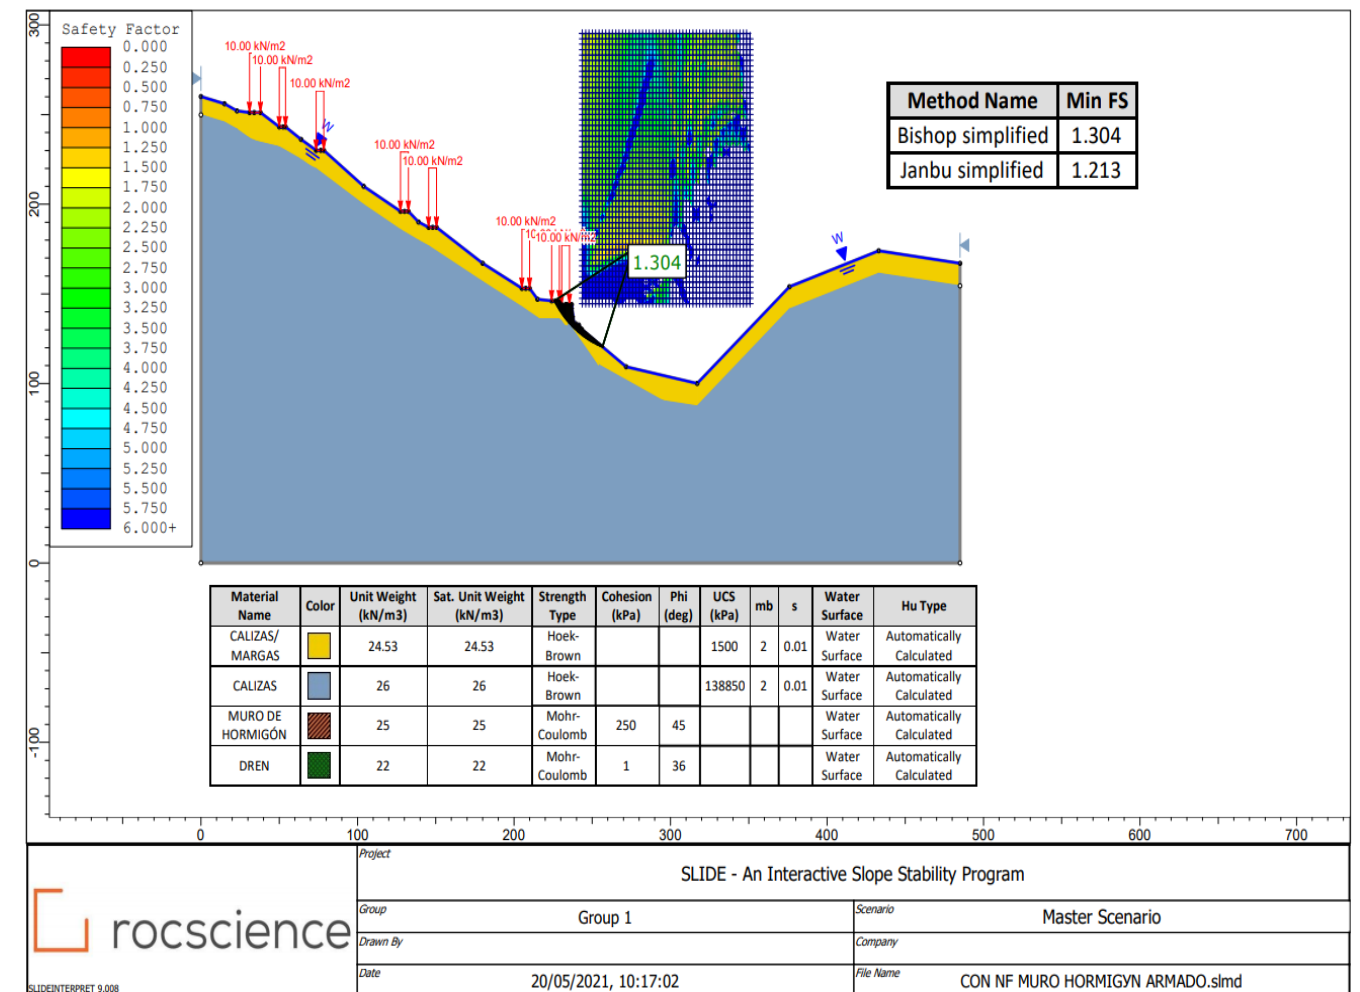 Safety Factor
0.000
0.250
0.500
0.750
1.000
1.250
1.500
1.750
2.000
2.250
2.500
2.750
3.000
3.250
3.500
3.750
4.000
4.250
4.500
4.750
5.000
5.250
5.500
5.750
6.000+
300
200
100
0
-100
10.00 kN/m2
10.00 kN/m2
10.00 kN/m2
W
10.00 kN/m2
10.00 kN/m2
10.00 kN/m2
10.00 kN/m2
1.304
W
Method Name Min FS
Bishop simplified 1.304
Janbu simplified 1.213
Material Name Color Unit Weight (kN/m3) Sat. Unit Weight (kN/m3) Strength Type Cohesion (kPa) Phi (deg) UCS (kPa) mb s Water Surface Hu Type
CALIZAS/ MARGAS 24.53 24.53 Hoek-Brown 1500 2 0.01 Water Surface Automatically Calculated
CALIZAS 26 26 Hoek-Brown 138850 2 0.01 Water Surface Automatically Calculated
MURO DE HORMIGÓN 25 25 Mohr-Coulomb 250 45 Water Surface Automatically Calculated
DREN 22 22 Mohr-Coulomb 1 36 Water Surface Automatically Calculated
0 100 200 300 400 500 600 700
rocscience
SLIDEINTERPRET 9.008
Project
SLIDE - An Interactive Slope Stability Program
Group
Group 1
Scenario
Master Scenario
Drawn By
Company
Date
20/05/2021, 10:17:02
File Name
CON NF MURO HORMIGYN ARMADO.slmd